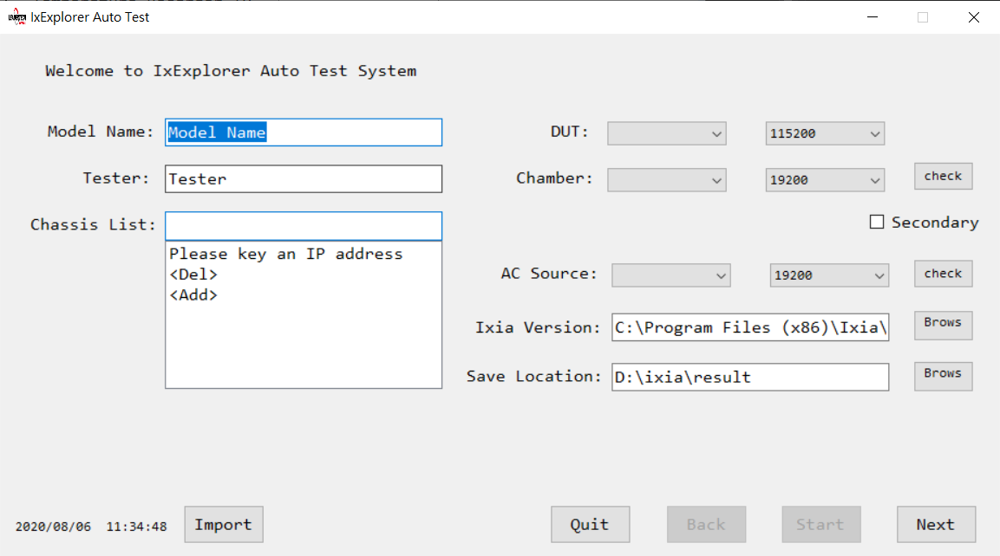 IxExplorer Auto Test
Welcome to IxExplorer Auto Test System
Model Name: Model Name
DUT: 115200
Tester: Tester
Chamber: 19200 check
Chassis List:
Secondary
Please key an IP address
<Del>
<Add>
AC Source: 19200 check
Ixia Version: C:\Program Files (x86)\Ixia\ Brows
Save Location: D:\ixia\result Brows
2020/08/06 11:34:48 Import Quit Back Start Next